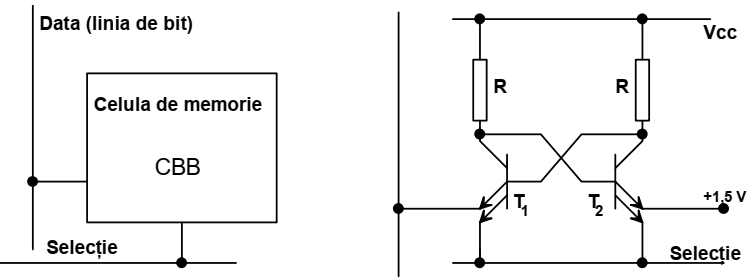 Data (linia de bit)
Celula de memorie
CBB
Selecție
Vcc
R
R
T1
T2
+1,5 V
Selecție